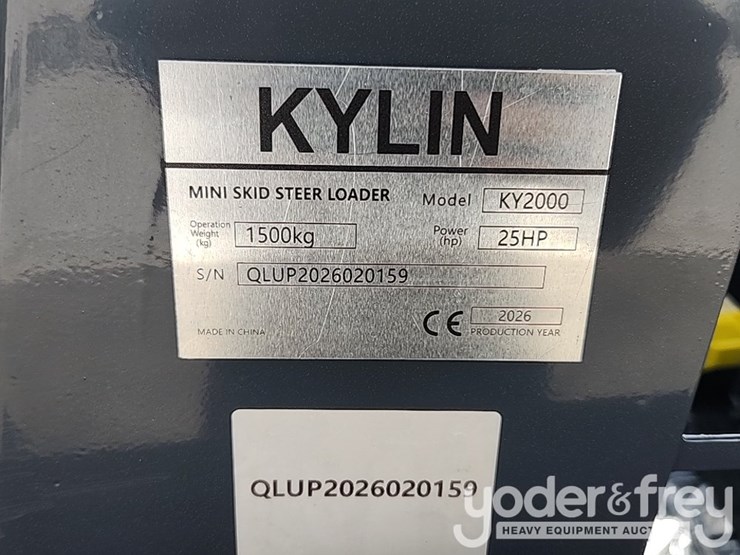 KYLIN
MINI SKID STEER LOADER Model KY2000
Operation Weight (kg) 1500kg Power (hp) 25HP
S/N QLUP2026020159
CE 2026
MADE IN CHINA PRODUCTION YEAR
QLUP2026020159
yoder&frey
HEAVY EQUIPMENT AUC